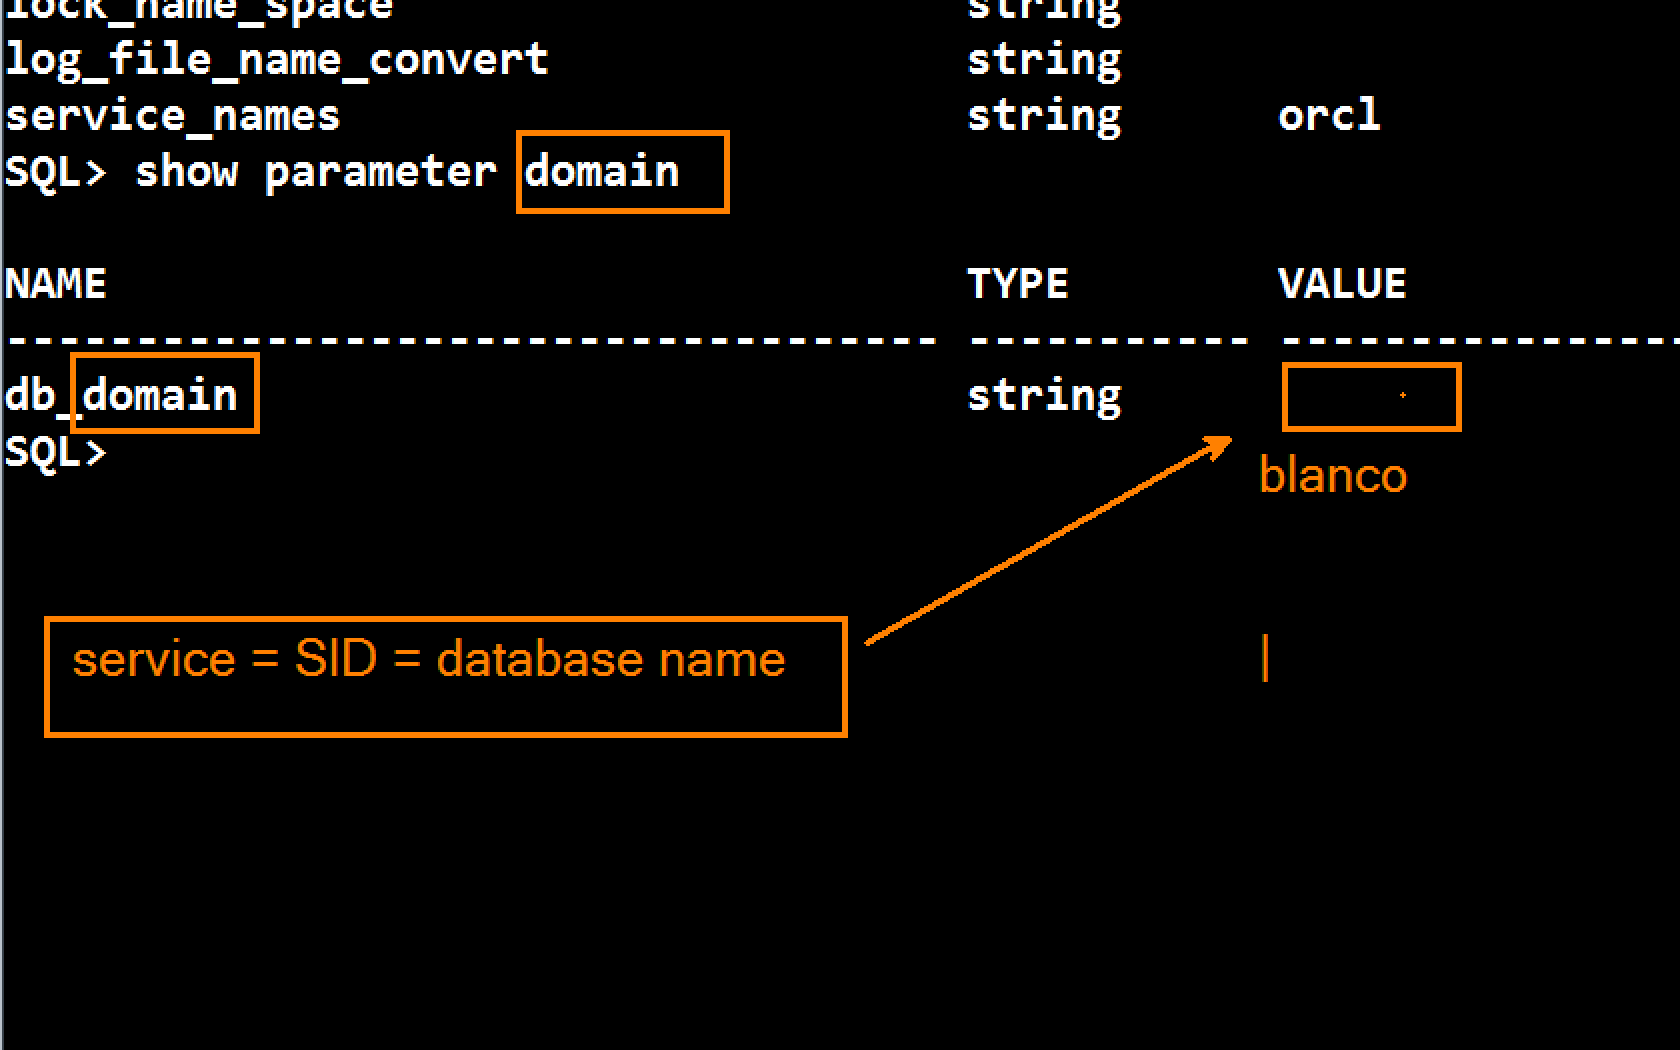 lock_name_space string
log_file_name_convert string
service_names string orcl
SQL> show parameter domain
NAME TYPE VALUE
------------------------------------ ----------- ----------------
db_domain string
SQL>
blanco
service = SID = database name